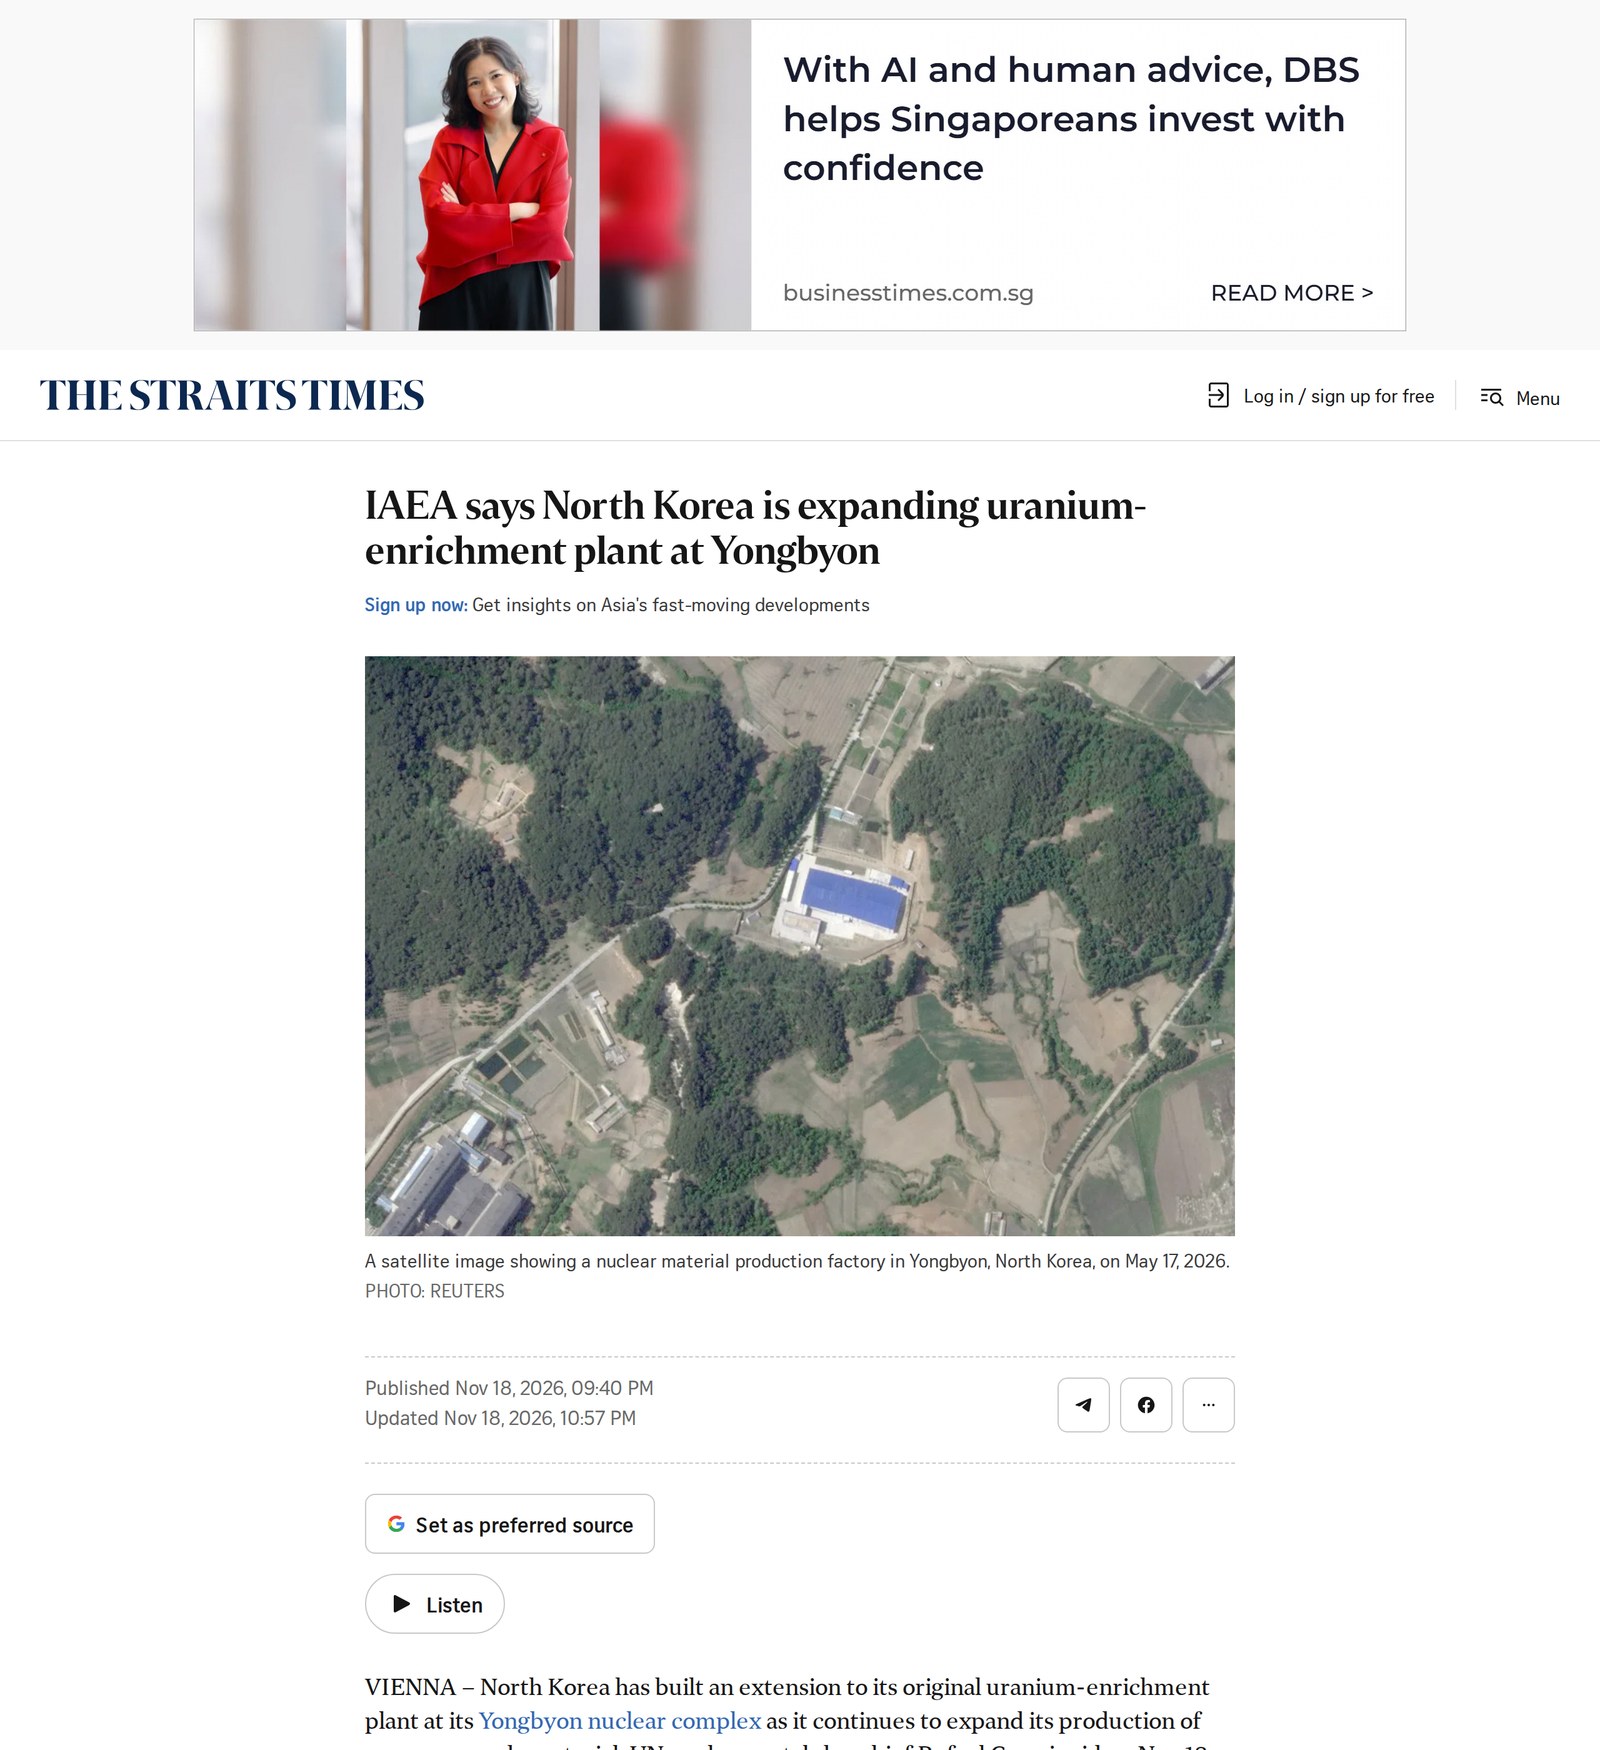 With AI and human advice, DBS
helps Singaporeans invest with
confidence
businesstimes.com.sg
READ MORE >
THE STRAITS TIMES
Log in / sign up for free
Menu
IAEA says North Korea is expanding uranium-
enrichment plant at Yongbyon
Sign up now: Get insights on Asia's fast-moving developments
A satellite image showing a nuclear material production factory in Yongbyon, North Korea, on May 17, 2026.
PHOTO: REUTERS
Published Nov 18, 2026, 09:40 PM
Updated Nov 18, 2026, 10:57 PM
Set as preferred source
Listen
VIENNA – North Korea has built an extension to its original uranium-enrichment
plant at its Yongbyon nuclear complex as it continues to expand its production of